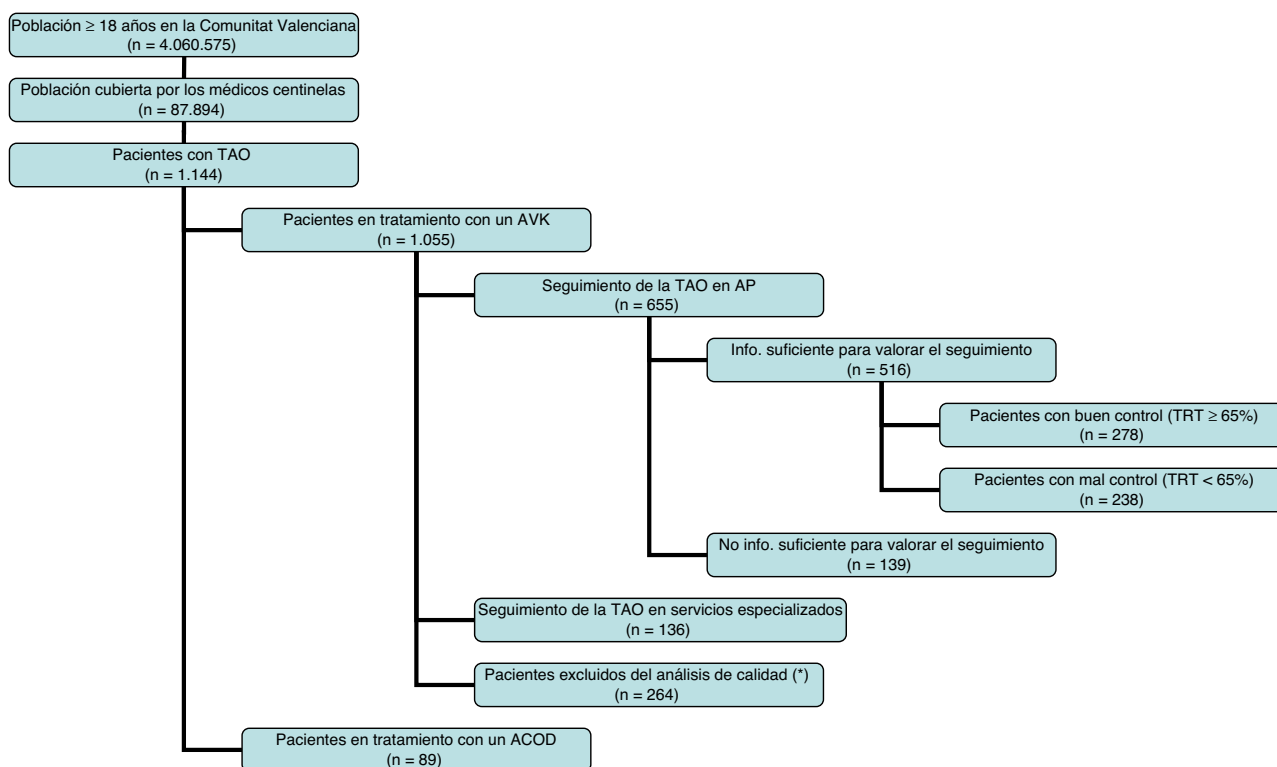 Población ≥ 18 años en la Comunitat Valenciana
(n = 4.060.575)
Población cubierta por los médicos centinelas
(n = 87.894)
Pacientes con TAO
(n = 1.144)
Pacientes en tratamiento con un AVK
(n = 1.055)
Seguimiento de la TAO en AP
(n = 655)
Info. suficiente para valorar el seguimiento
(n = 516)
Pacientes con buen control (TRT ≥ 65%)
(n = 278)
Pacientes con mal control (TRT < 65%)
(n = 238)
No info. suficiente para valorar el seguimiento
(n = 139)
Seguimiento de la TAO en servicios especializados
(n = 136)
Pacientes excluidos del análisis de calidad (*)
(n = 264)
Pacientes en tratamiento con un ACOD
(n = 89)